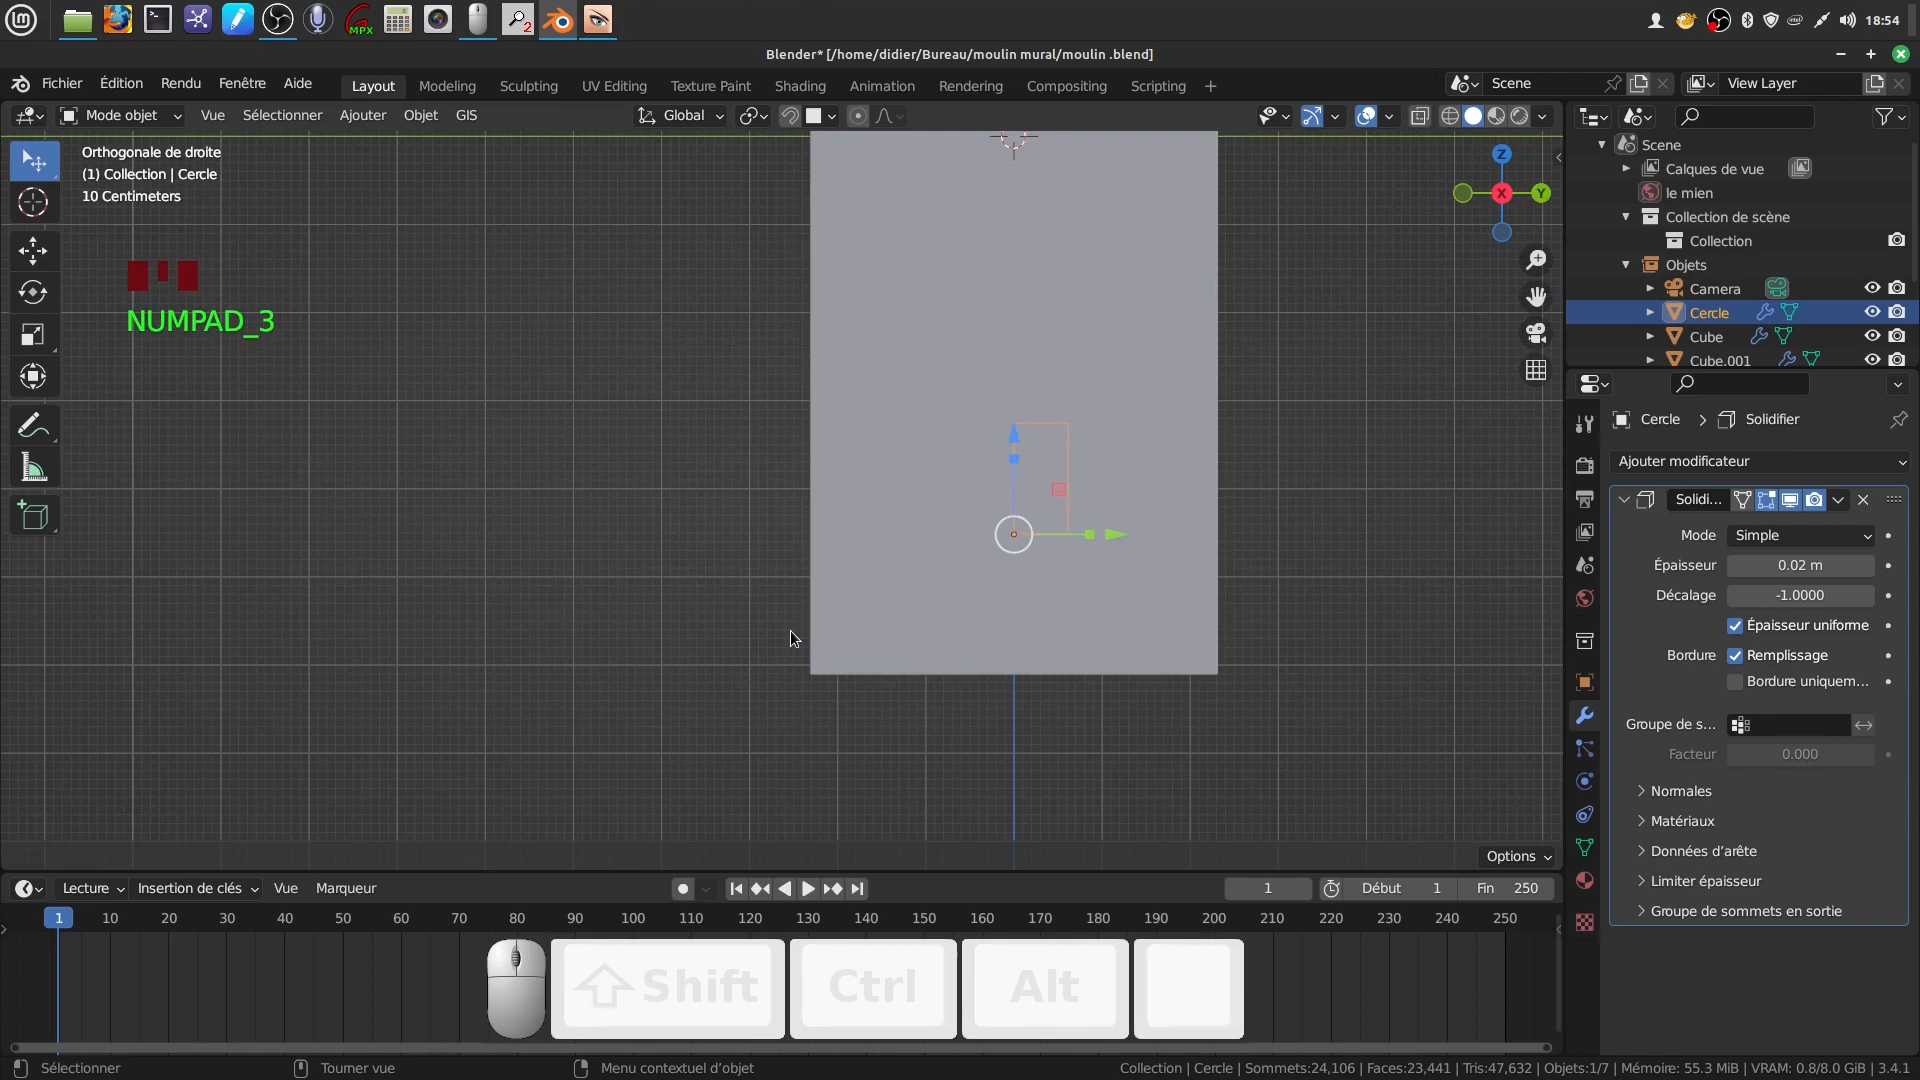 MPX
2
18:54
Blender* [/home/didier/Bureau/moulin mural/moulin .blend]
Fichier Édition Rendu Fenêtre Aide Layout Modeling Sculpting UV Editing Texture Paint Shading Animation Rendering Compositing Scripting + Scene View Layer
Mode objet Vue Sélectionner Ajouter Objet GIS Global
Orthogonale de droite
(1) Collection | Cercle
10 Centimeters
NUMPAD_3
Z
X
Y
Options
Scene
Calques de vue
le mien
Collection de scène
Collection
Objets
Camera
Cercle
Cube
Cube.001
Cercle > Solidifier
Ajouter modificateur
Solidi...
Mode Simple
Épaisseur 0.02 m
Décalage -1.0000
Épaisseur uniforme
Bordure Remplissage
Bordure uniquem...
Groupe de s...
Facteur 0.000
Normales
Matériaux
Données d'arête
Limiter épaisseur
Groupe de sommets en sortie
Lecture Insertion de clés Vue Marqueur 1 Début 1 Fin 250
1 10 20 30 40 50 60 70 80 90 100 110 120 130 140 150 160 170 180 190 200 210 220 230 240 250
Shift Ctrl Alt
Sélectionner Tourner vue Menu contextuel d'objet Collection | Cercle | Sommets:24,106 | Faces:23,441 | Tris:47,632 | Objets:1/7 | Mémoire: 55.3 MiB | VRAM: 0.8/8.0 GiB | 3.4.1